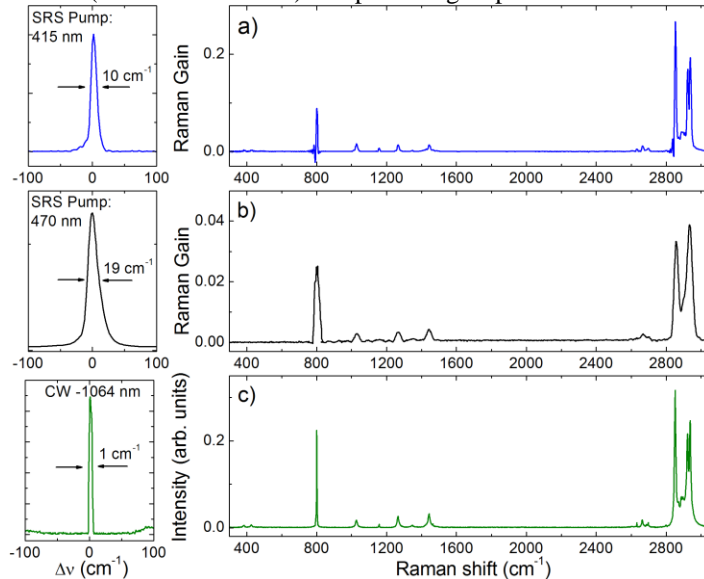 SRS Pump:
415 nm
10 cm⁻¹
-100 0 100
a)
Raman Gain
0.2
0.0
400 800 1200 1600 2000 2400 2800
SRS Pump:
470 nm
19 cm⁻¹
-100 0 100
b)
Raman Gain
0.04
0.02
0.00
400 800 1200 1600 2000 2400 2800
CW -1064 nm
1 cm⁻¹
-100 0 100
Δν (cm⁻¹)
c)
Intensity (arb. units)
0.2
0.0
400 800 1200 1600 2000 2400 2800
Raman shift (cm⁻¹)